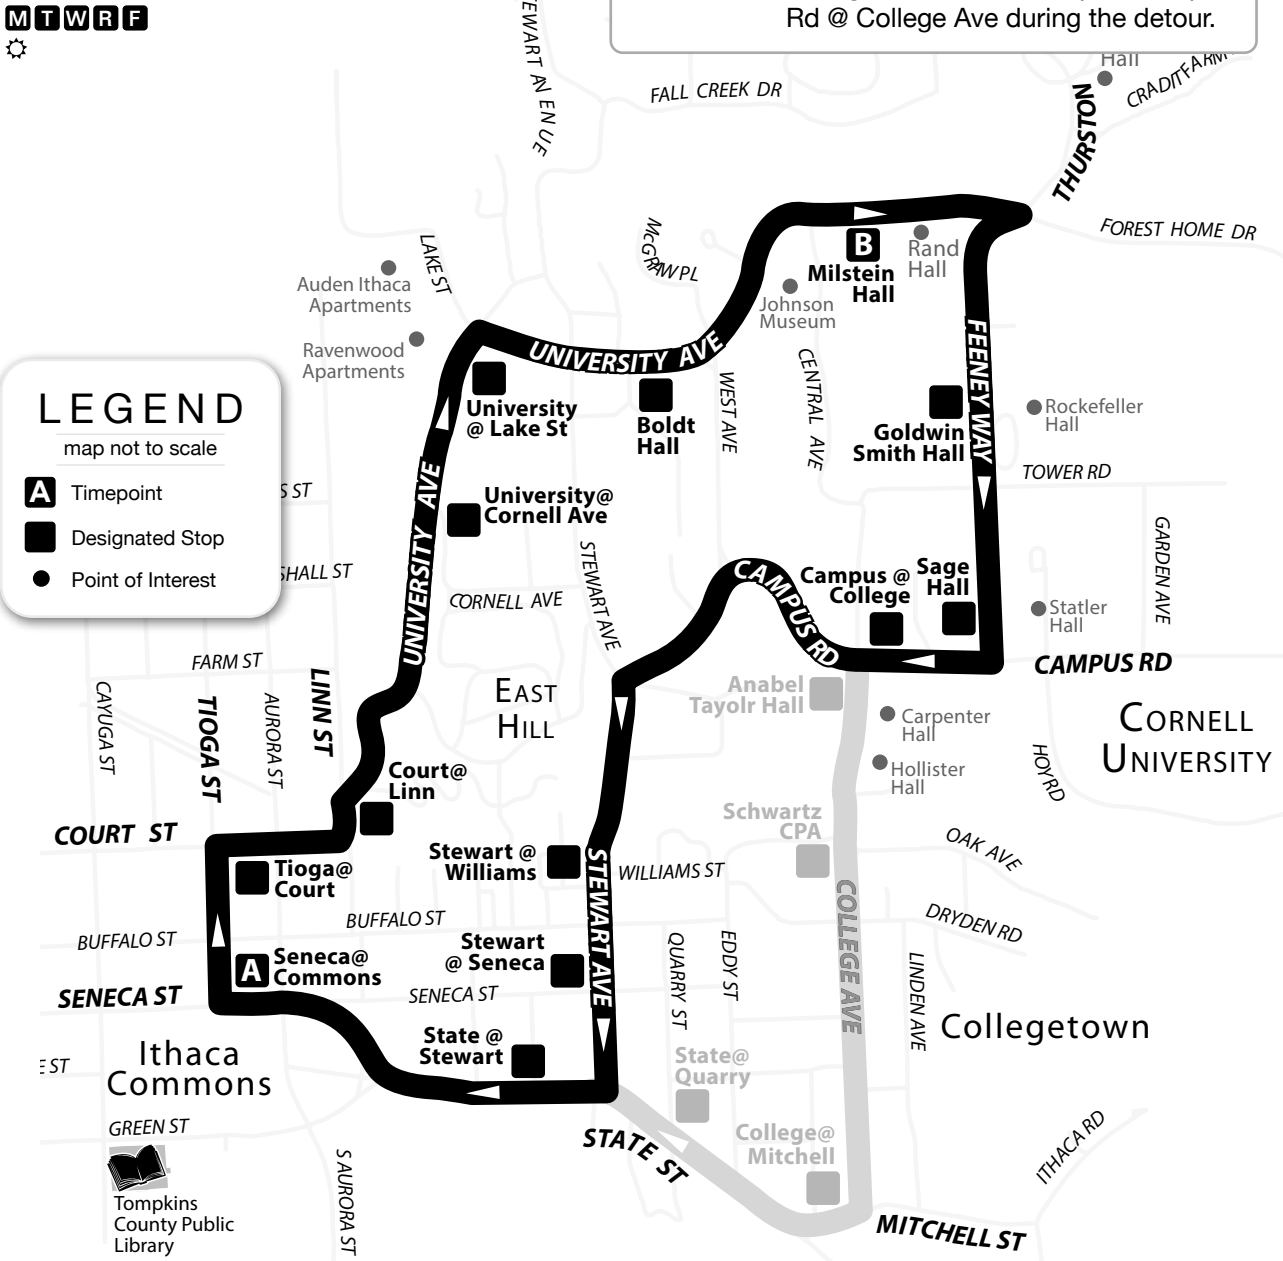 M T W R F
Rd @ College Ave during the detour.
Hall
CRADIT FARM
STEWART AVENUE
FALL CREEK DR
THURSTON
FOREST HOME DR
McGRAW PL
LAKE ST
B
Rand
Hall
Milstein
Hall
Auden Ithaca
Apartments
Johnson
Museum
Ravenwood
Apartments
UNIVERSITY AVE
FEENEY WAY
WEST AVE
CENTRAL AVE
LEGEND
map not to scale
A Timepoint
Designated Stop
Point of Interest
University
@ Lake St
Boldt
Hall
Goldwin
Smith Hall
Rockefeller
Hall
TOWER RD
S ST
University@
Cornell Ave
UNIVERSITY AVE
STEWART AVE
GARDEN AVE
SHALL ST
CORNELL AVE
CAMPUS RD
Campus @
College
Sage
Hall
Statler
Hall
FARM ST
CAMPUS RD
CAYUGA ST
TIOGA ST
AURORA ST
LINN ST
EAST
HILL
Anabel
Tayolr Hall
Carpenter
Hall
CORNELL
UNIVERSITY
Hollister
Hall
HOY RD
Court@
Linn
Schwartz
CPA
COURT ST
OAK AVE
Tioga@
Court
Stewart @
Williams
STEWART AVE
WILLIAMS ST
COLLEGE AVE
BUFFALO ST
BUFFALO ST
DRYDEN RD
Stewart
@ Seneca
QUARRY ST
EDDY ST
LINDEN AVE
A
Seneca@
Commons
SENECA ST
SENECA ST
Collegetown
State @
Stewart
Ithaca
Commons
E ST
State@
Quarry
GREEN ST
STATE ST
College@
Mitchell
ITHACA RD
S AURORA ST
Tompkins
County Public
Library
MITCHELL ST